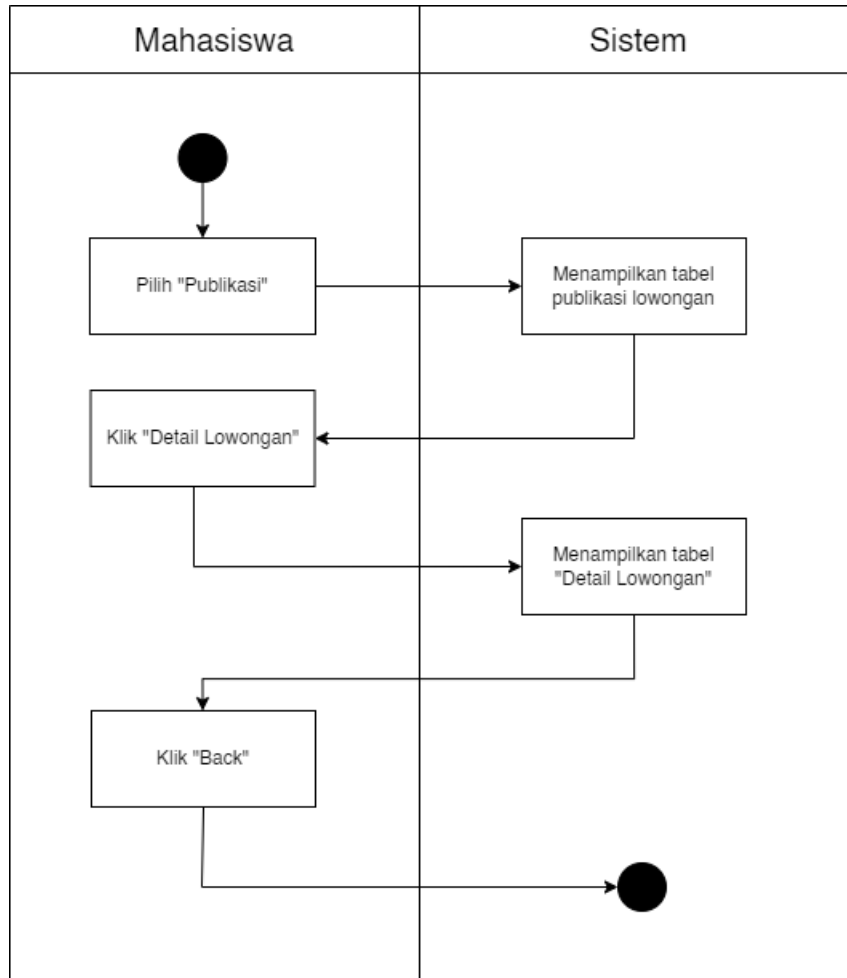 Mahasiswa
Sistem
Pilih "Publikasi"
Menampilkan tabel
publikasi lowongan
Klik "Detail Lowongan"
Menampilkan tabel
"Detail Lowongan"
Klik "Back"